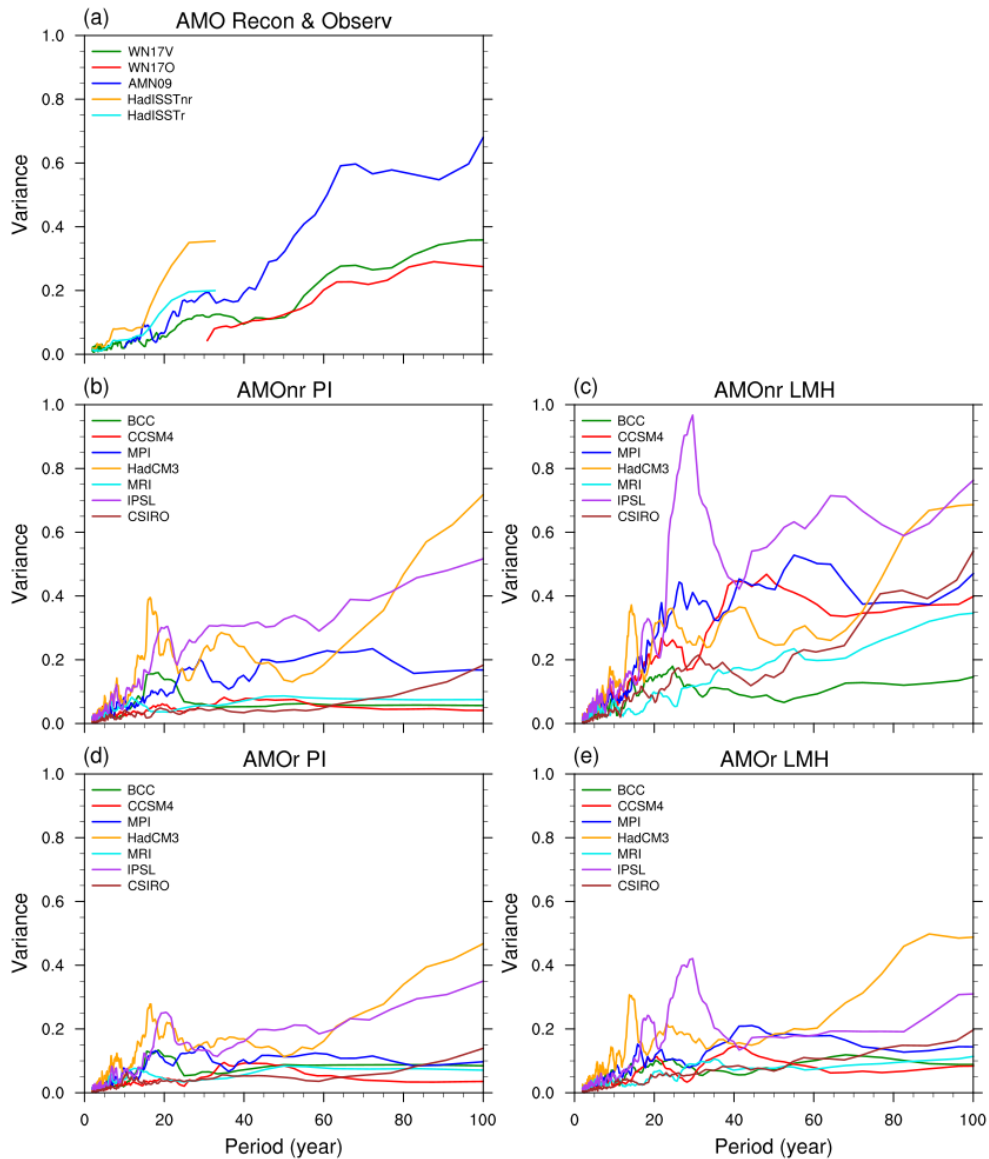 (a) AMO Recon & Observ
1.0
0.8
0.6
0.4
0.2
0.0
Variance
WN17V
WN17O
AMN09
HadISSTnr
HadISSTr
(b) AMOnr PI
1.0
0.8
0.6
0.4
0.2
0.0
Variance
BCC
CCSM4
MPI
HadCM3
MRI
IPSL
CSIRO
(c) AMOnr LMH
1.0
0.8
0.6
0.4
0.2
0.0
Variance
BCC
CCSM4
MPI
HadCM3
MRI
IPSL
CSIRO
(d) AMOr PI
1.0
0.8
0.6
0.4
0.2
0.0
Variance
BCC
CCSM4
MPI
HadCM3
MRI
IPSL
CSIRO
0 20 40 60 80 100
Period (year)
(e) AMOr LMH
1.0
0.8
0.6
0.4
0.2
0.0
Variance
BCC
CCSM4
MPI
HadCM3
MRI
IPSL
CSIRO
0 20 40 60 80 100
Period (year)